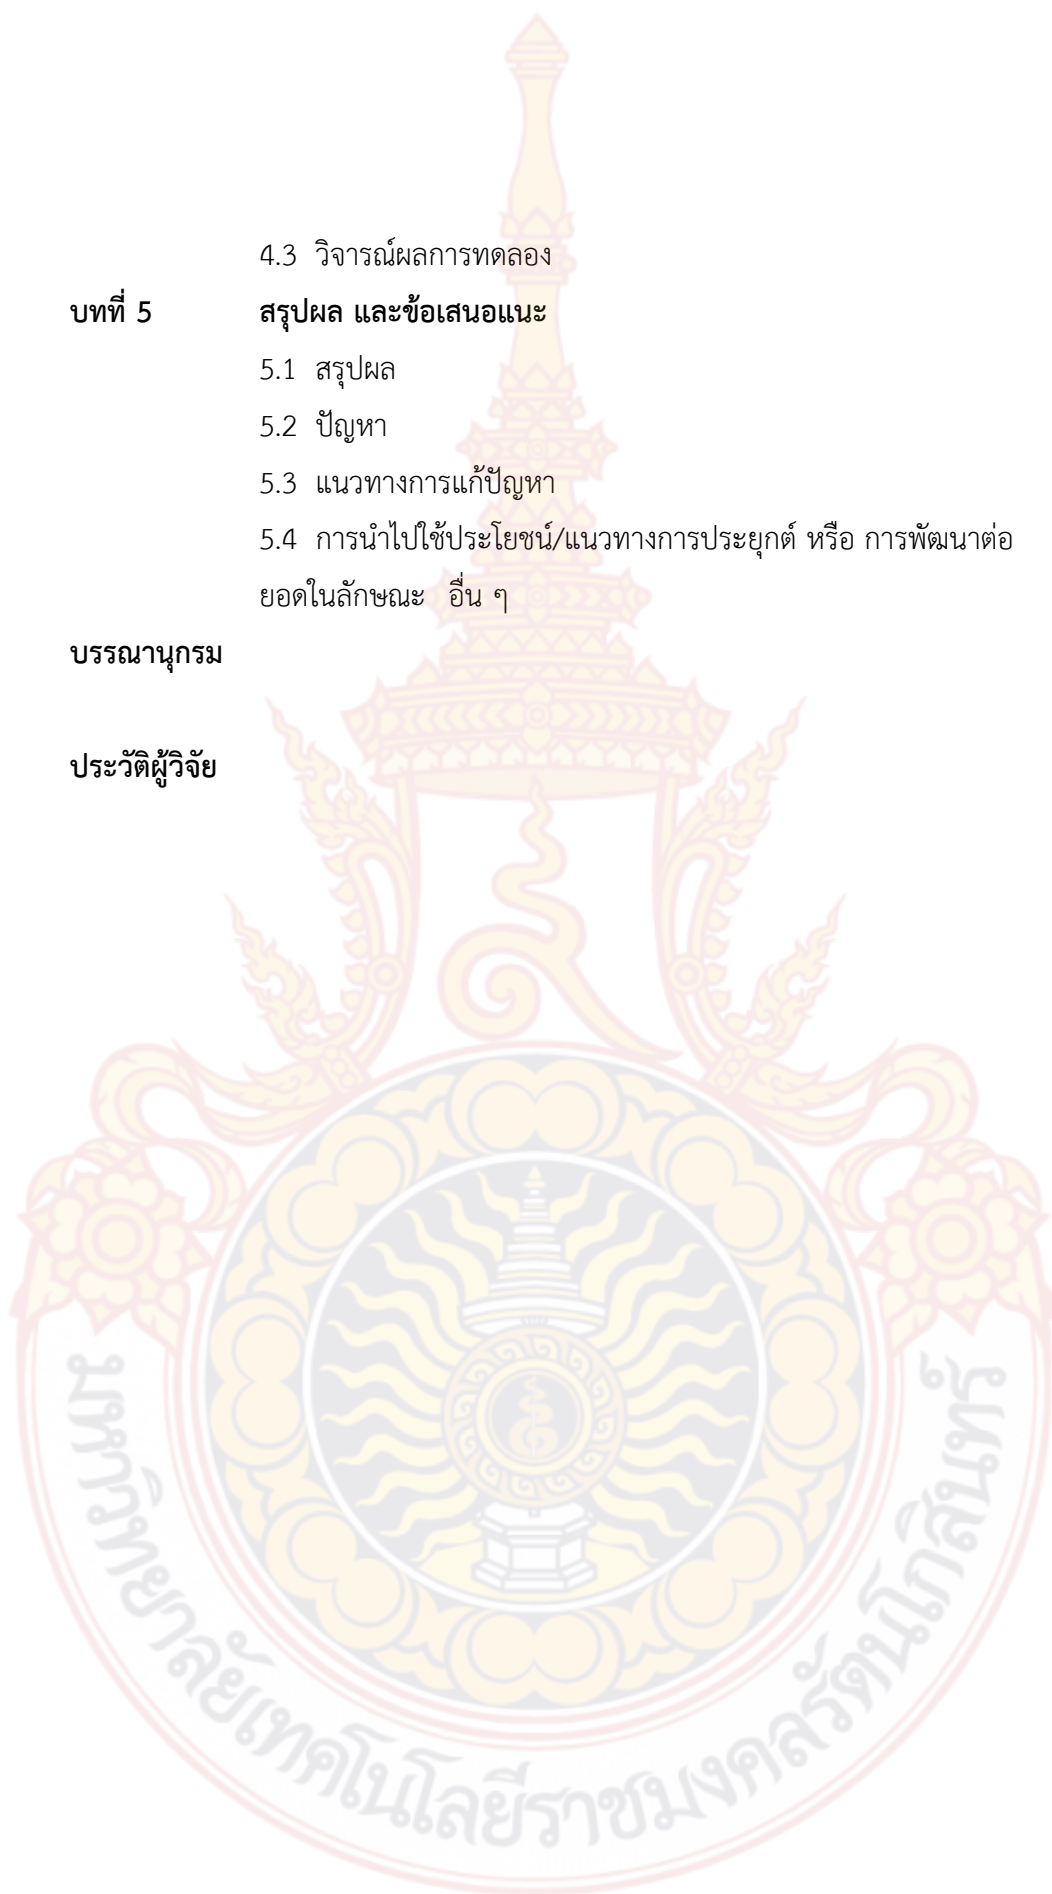 4.3 วิจารณ์ผลการทดลอง
บทที่ 5 สรุปผล และข้อเสนอแนะ
5.1 สรุปผล
5.2 ปัญหา
5.3 แนวทางการแก้ปัญหา
5.4 การนำไปใช้ประโยชน์/แนวทางการประยุกต์ หรือ การพัฒนาต่อ
ยอดในลักษณะ อื่น ๆ
บรรณานุกรม
ประวัติผู้วิจัย
มหาวิทยาลัยเทคโนโลยีราชมงคลรัตนโกสินทร์